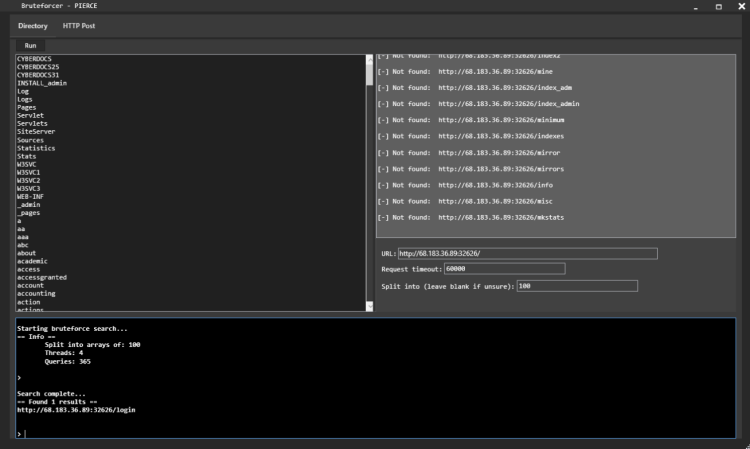 Bruteforcer - PIERCE
Directory HTTP Post
Run
CYBERDOCS
CYBERDOCS25
CYBERDOCS31
INSTALL_admin
Log
Logs
Pages
Servlet
Servlets
SiteServer
Sources
Statistics
Stats
W3SVC
W3SVC1
W3SVC2
W3SVC3
WEB-INF
_admin
_pages
a
aa
aaa
abc
about
academic
access
accessgranted
account
accounting
action
actions
[-] Not found: http://68.183.36.89:32626/index2
[-] Not found: http://68.183.36.89:32626/mine
[-] Not found: http://68.183.36.89:32626/index_adm
[-] Not found: http://68.183.36.89:32626/index_admin
[-] Not found: http://68.183.36.89:32626/minimum
[-] Not found: http://68.183.36.89:32626/indexes
[-] Not found: http://68.183.36.89:32626/mirror
[-] Not found: http://68.183.36.89:32626/mirrors
[-] Not found: http://68.183.36.89:32626/info
[-] Not found: http://68.183.36.89:32626/misc
[-] Not found: http://68.183.36.89:32626/mkstats
URL: http://68.183.36.89:32626/
Request timeout: 60000
Split into (leave blank if unsure): 100
Starting bruteforce search...
-- Info --
Split into arrays of: 100
Threads: 4
Queries: 365
>
Search complete...
-- Found 1 results --
http://68.183.36.89:32626/login
>